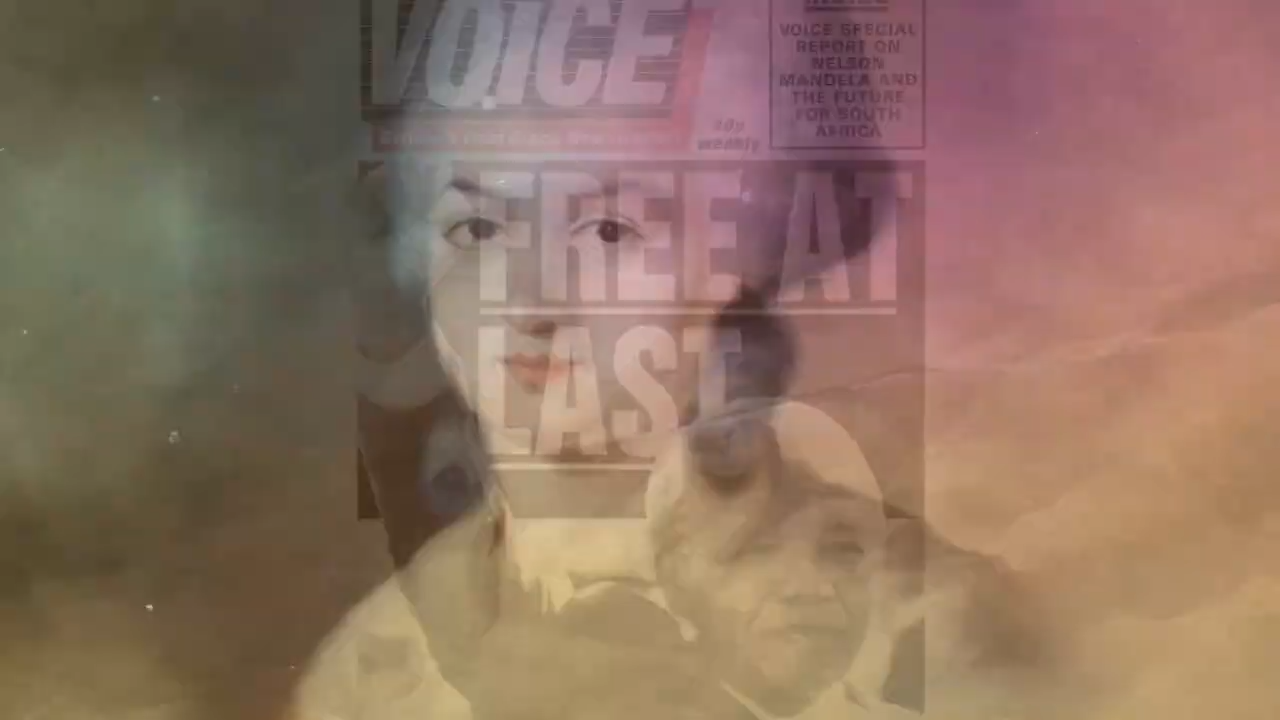 VOICE
VOICE SPECIAL
REPORT ON
NELSON
MANDELA AND
THE FUTURE
FOR SOUTH
AFRICA
weekly
FREE AT
LAST